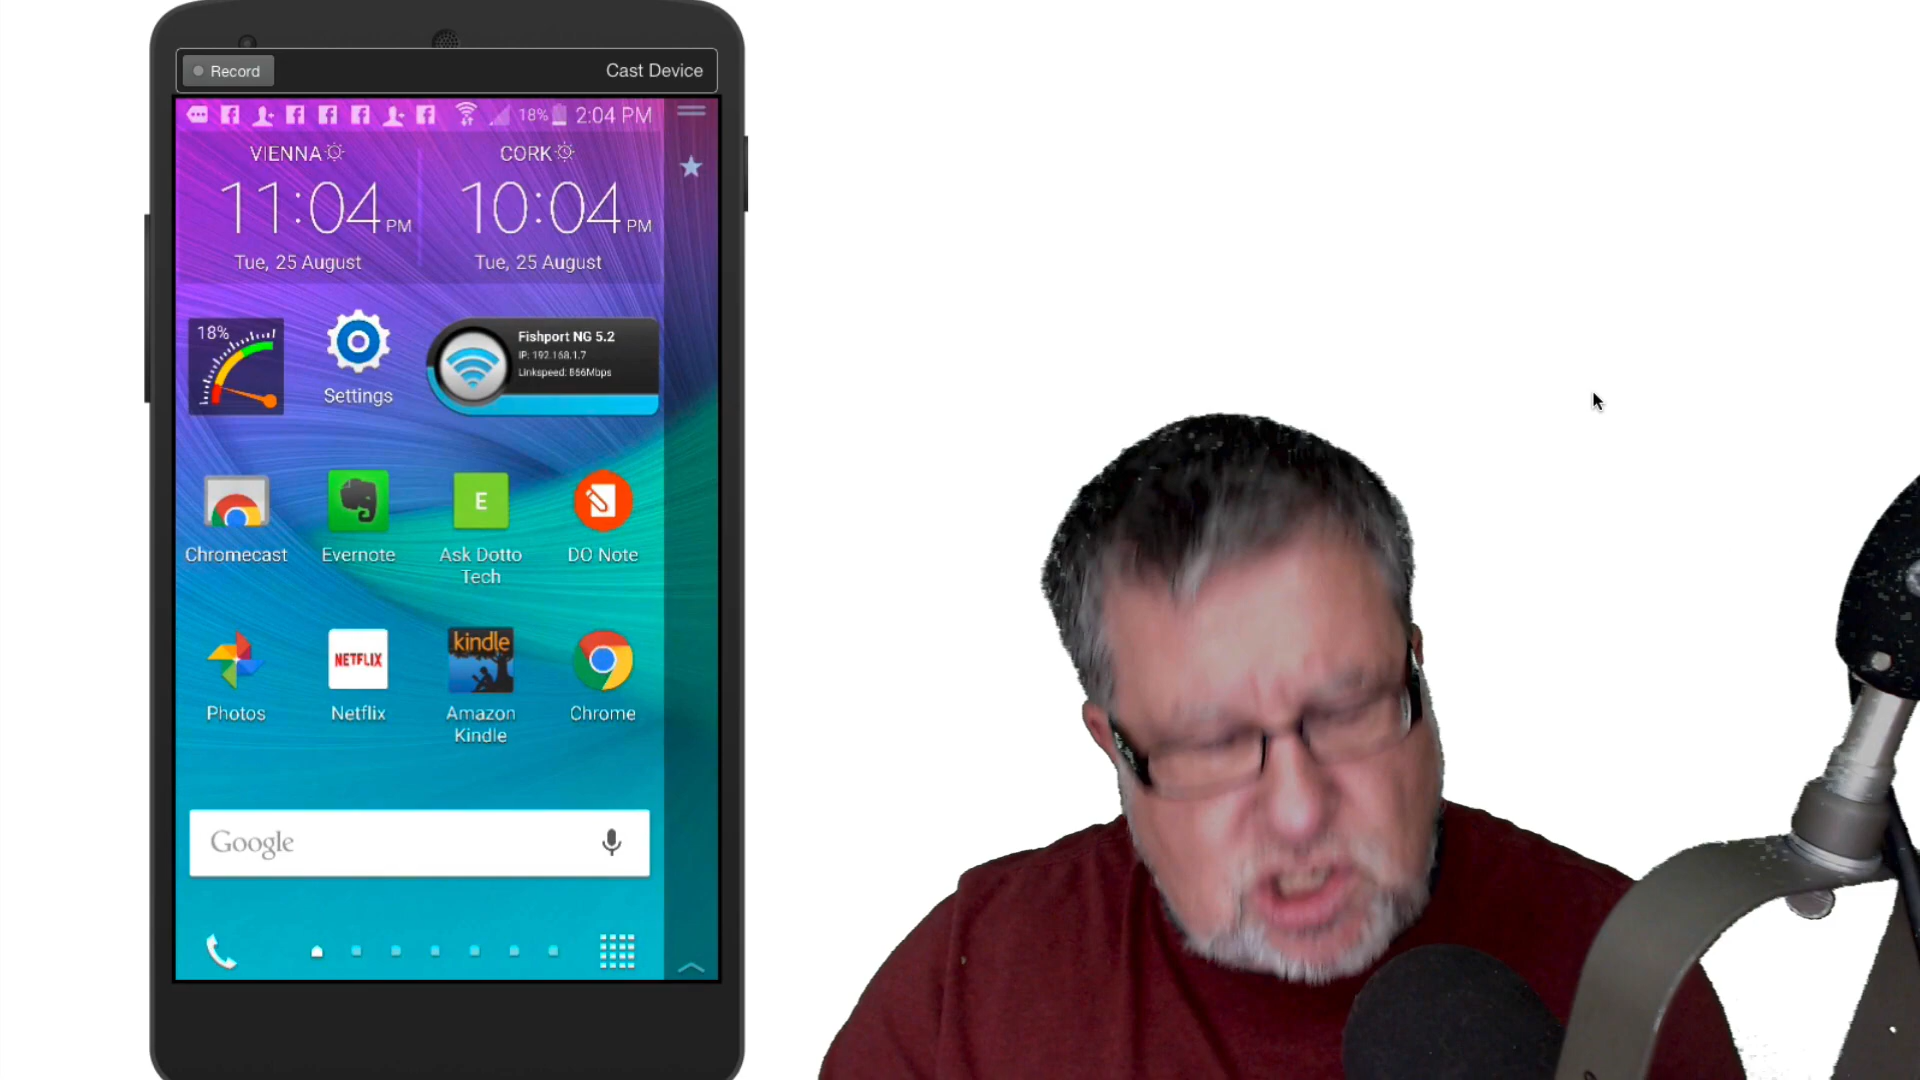 Record
Cast Device
18% 2:04 PM
VIENNA
CORK
11:04 PM
10:04 PM
Tue, 25 August
Tue, 25 August
18%
Settings
Fishport NG 5.2
IP: 192.168.1.7
Linkspeed: 866Mbps
E
Chromecast
Evernote
Ask Dotto
Tech
DO Note
NETFLIX
kindle
Photos
Netflix
Amazon
Kindle
Chrome
Google